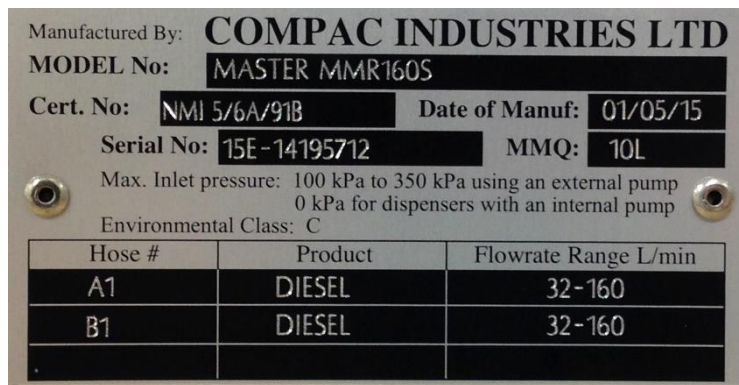 Manufactured By: COMPAC INDUSTRIES LTD
MODEL No: MASTER MMR160S
Cert. No: NMI 5/6A/91B Date of Manuf: 01/05/15
Serial No: 15E-14195712 MMQ: 10L
Max. Inlet pressure: 100 kPa to 350 kPa using an external pump
0 kPa for dispensers with an internal pump
Environmental Class: C
Hose # Product Flowrate Range L/min
A1 DIESEL 32-160
B1 DIESEL 32-160